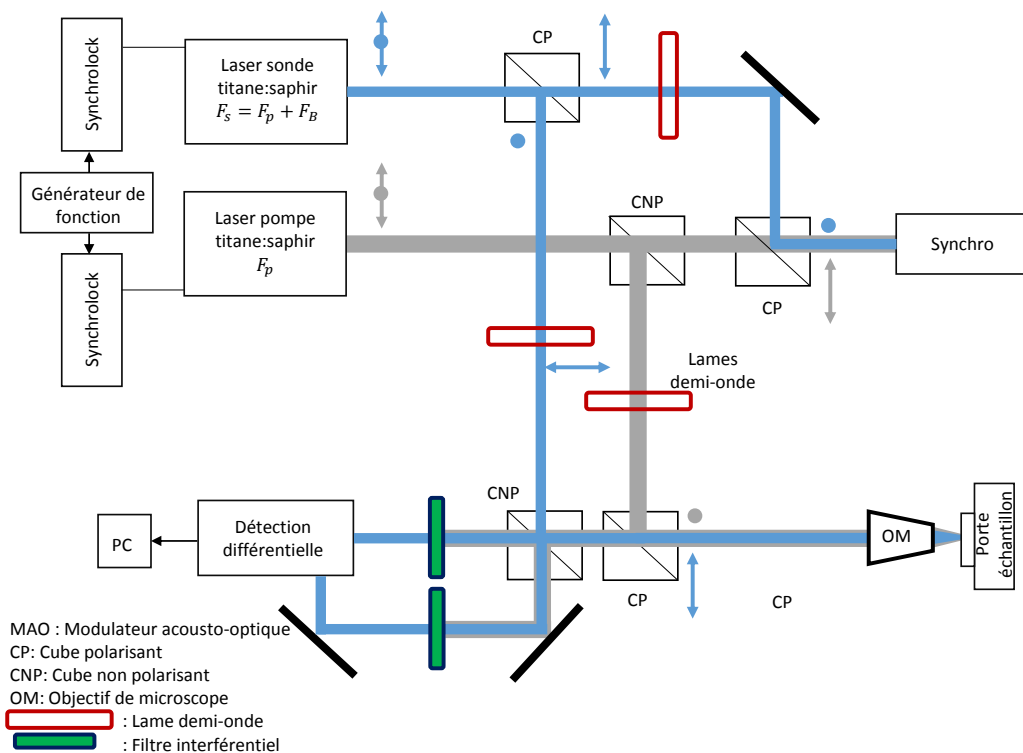 Synchrolock
Laser sonde
titane:saphir
F_s = F_p + F_B
CP
Générateur de
fonction
Laser pompe
titane:saphir
F_p
CNP
Synchro
CP
Synchrolock
Lames
demi-onde
CNP
PC
Détection
différentielle
OM
Porte
échantillon
CP
CP
MAO : Modulateur acousto-optique
CP: Cube polarisant
CNP: Cube non polarisant
OM: Objectif de microscope
: Lame demi-onde
: Filtre interférentiel